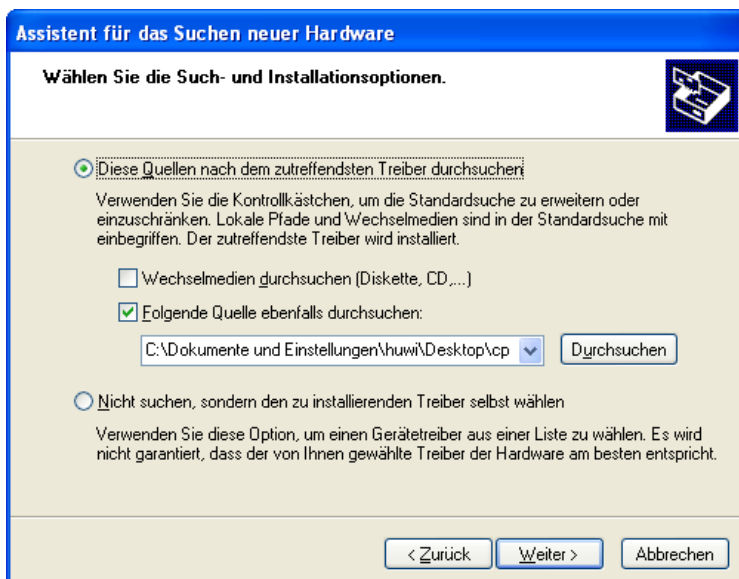 Assistent für das Suchen neuer Hardware
Wählen Sie die Such- und Installationsoptionen.
Diese Quellen nach dem zutreffendsten Treiber durchsuchen
Verwenden Sie die Kontrollkästchen, um die Standardsuche zu erweitern oder
einzuschränken. Lokale Pfade und Wechselmedien sind in der Standardsuche mit
einbegriffen. Der zutreffendste Treiber wird installiert.
Wechselmedien durchsuchen (Diskette, CD,...)
Folgende Quelle ebenfalls durchsuchen:
C:\Dokumente und Einstellungen\huwi\Desktop\cp
Durchsuchen
Nicht suchen, sondern den zu installierenden Treiber selbst wählen
Verwenden Sie diese Option, um einen Gerätetreiber aus einer Liste zu wählen. Es wird
nicht garantiert, dass der von Ihnen gewählte Treiber der Hardware am besten entspricht.
< Zurück
Weiter >
Abbrechen